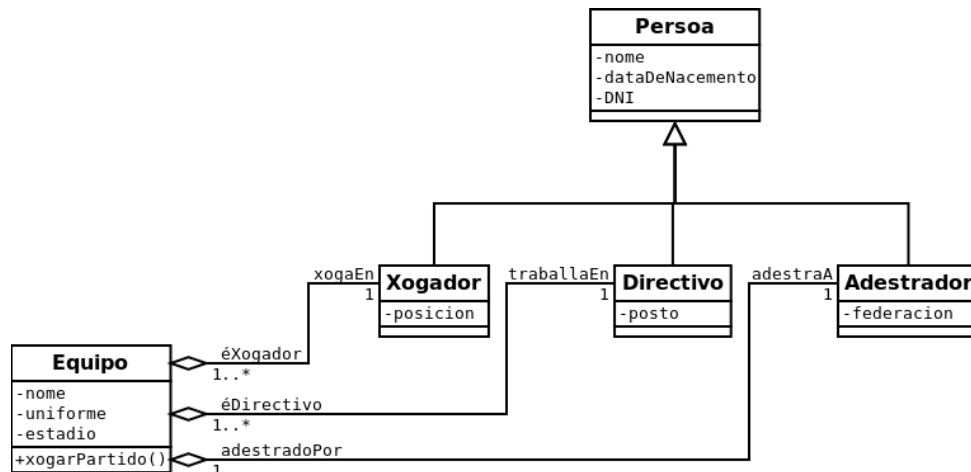 Persoa
-nome
-dataDeNacemento
-DNI
xogaEn
1
Xogador
-posicion
traballaEn
1
Directivo
-posto
adestraA
1
Adestrador
-federacion
Equipo
-nome
-uniforme
-estadio
+xogarPartido()
éXogador
1..*
éDirectivo
1..*
adestradoPor
1